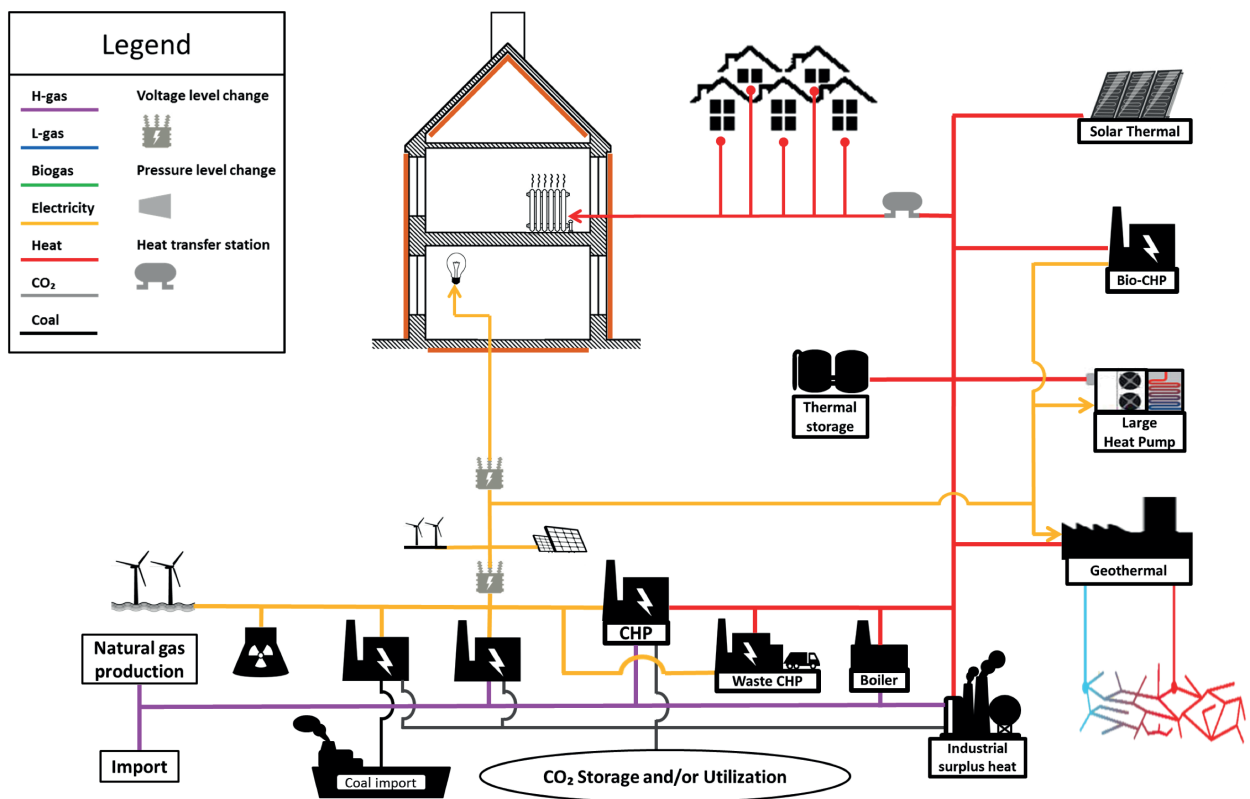 Legend
H-gas
Voltage level change
L-gas
Biogas
Pressure level change
Electricity
Heat
Heat transfer station
CO₂
Coal
Solar Thermal
Bio-CHP
Thermal
storage
Large
Heat Pump
Geothermal
CHP
Natural gas
production
Waste CHP
Boiler
Import
Coal import
CO₂ Storage and/or Utilization
Industrial
surplus heat